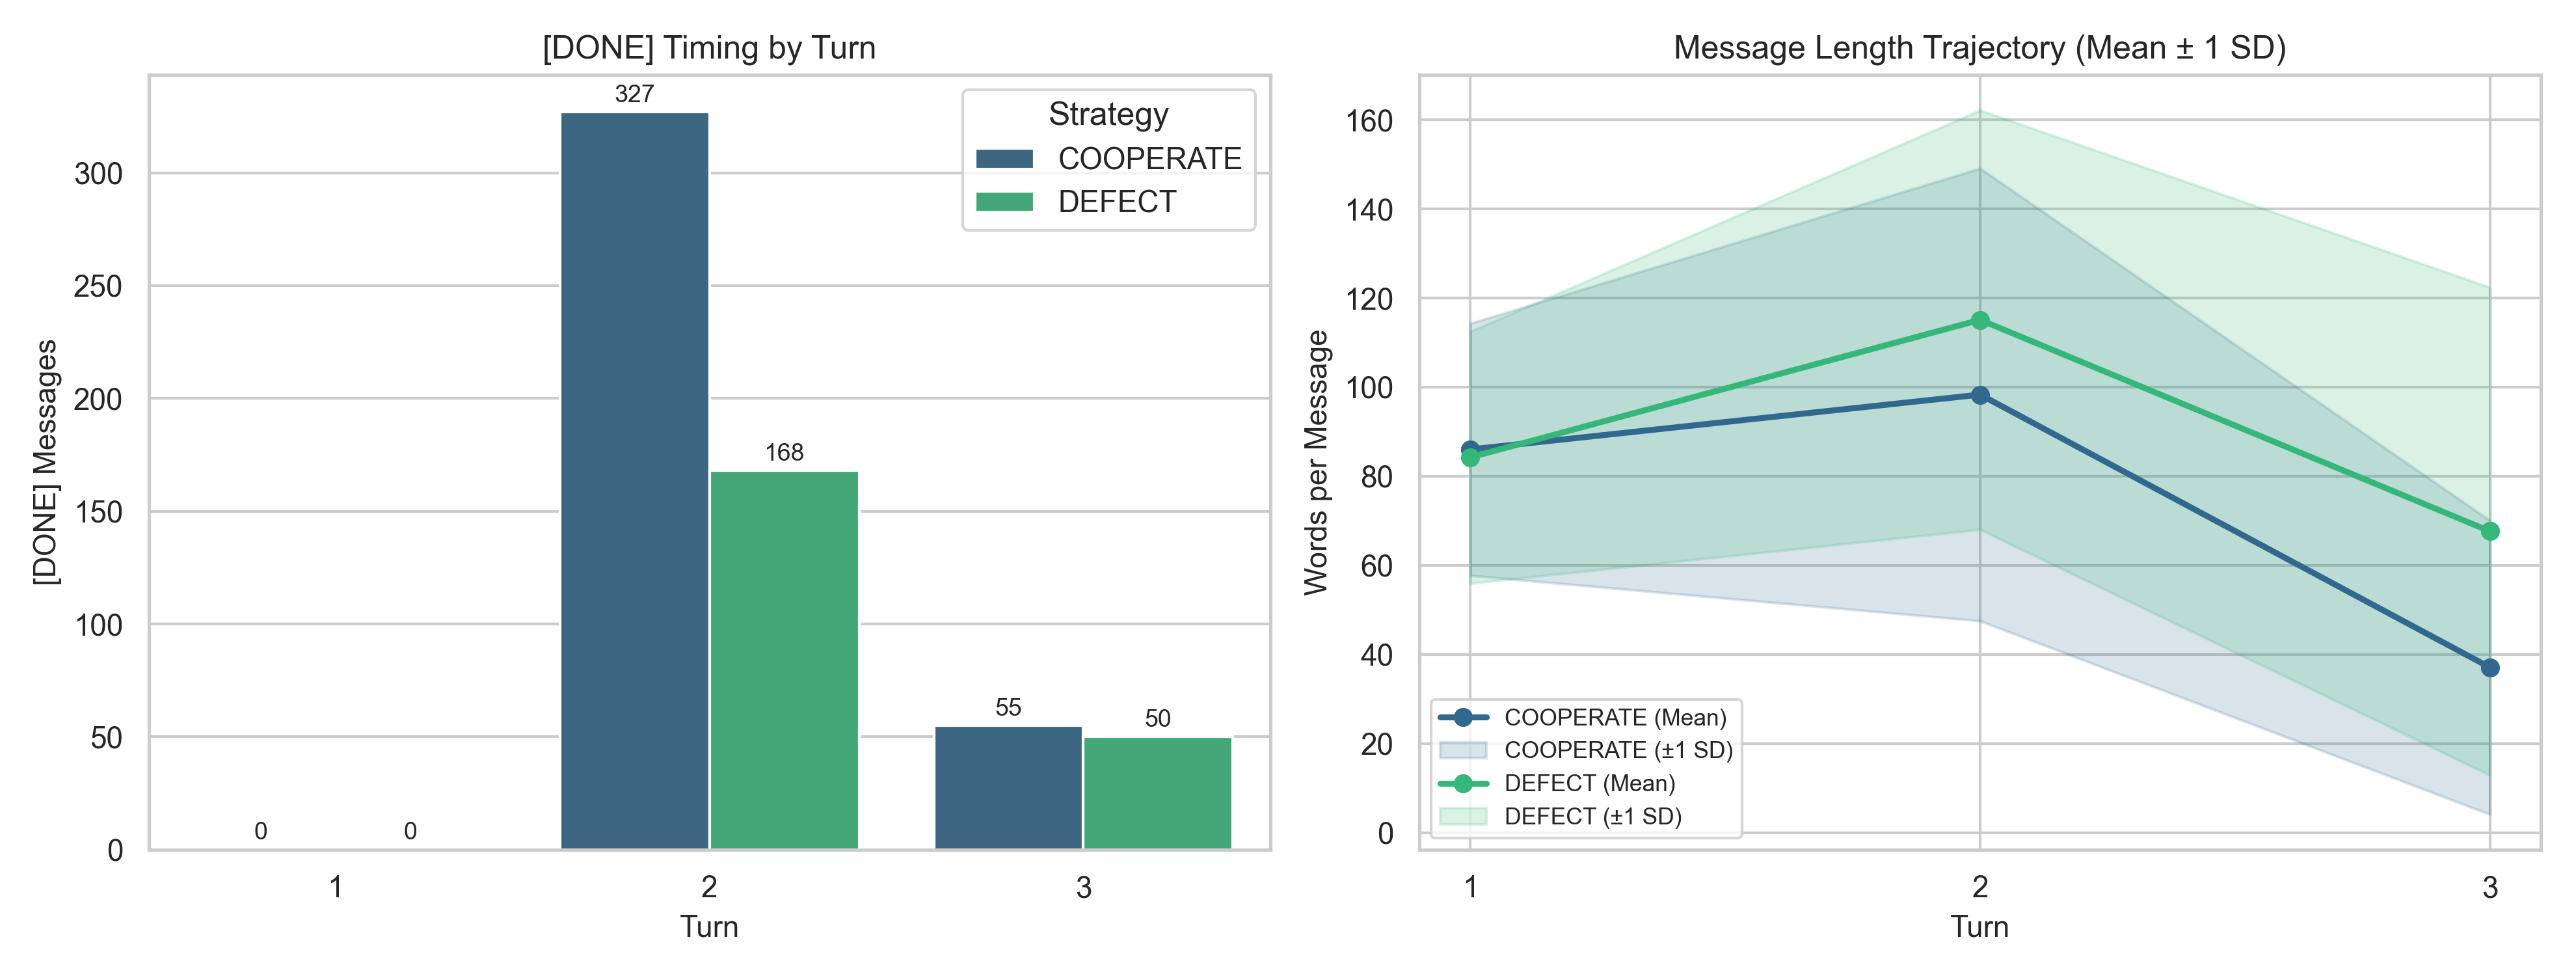 [DONE] Timing by Turn
[DONE] Messages
300
250
200
150
100
50
0
327
168
55
50
0
0
Strategy
COOPERATE
DEFECT
1
2
3
Turn
Message Length Trajectory (Mean ± 1 SD)
Words per Message
160
140
120
100
80
60
40
20
0
COOPERATE (Mean)
COOPERATE (±1 SD)
DEFECT (Mean)
DEFECT (±1 SD)
1
2
3
Turn